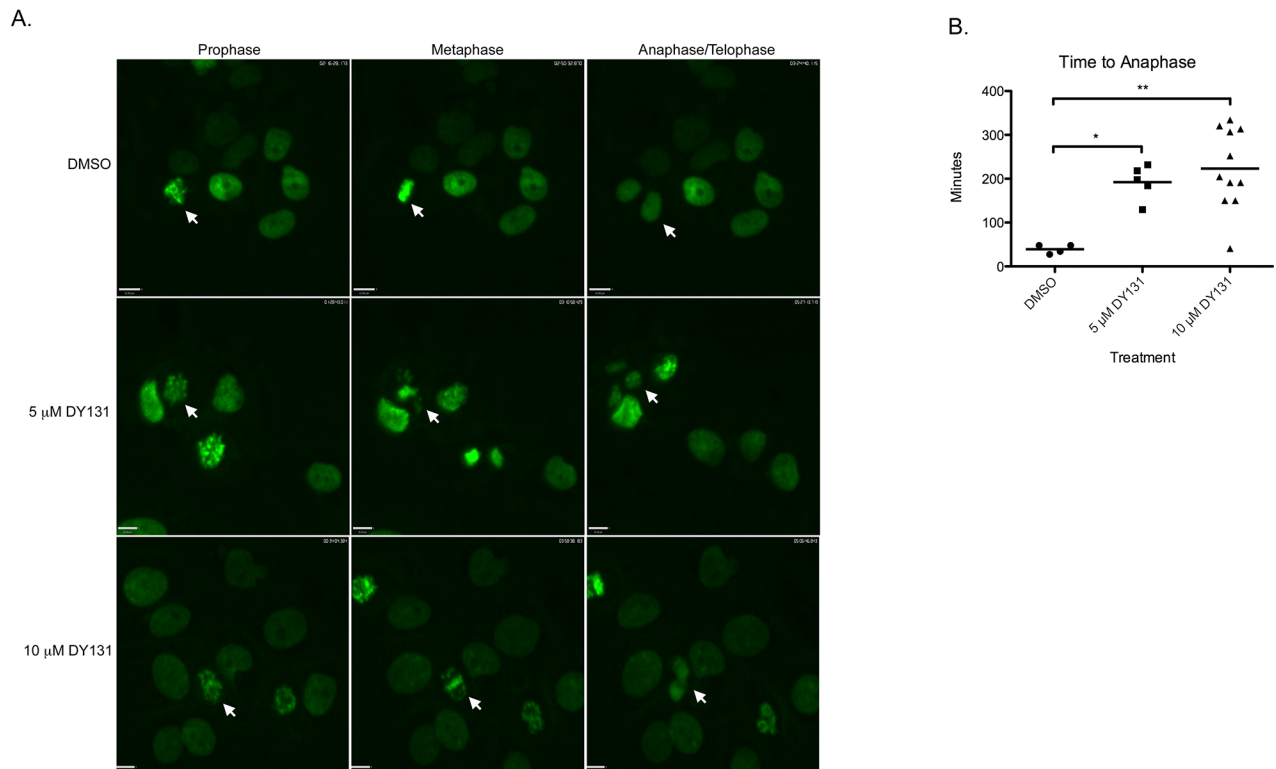 A.
Prophase
Metaphase
Anaphase/Telophase
DMSO
5 μM DY131
10 μM DY131
B.
Time to Anaphase
400
300
200
100
0
Minutes
**
*
DMSO
5 μM DY131
10 μM DY131
Treatment